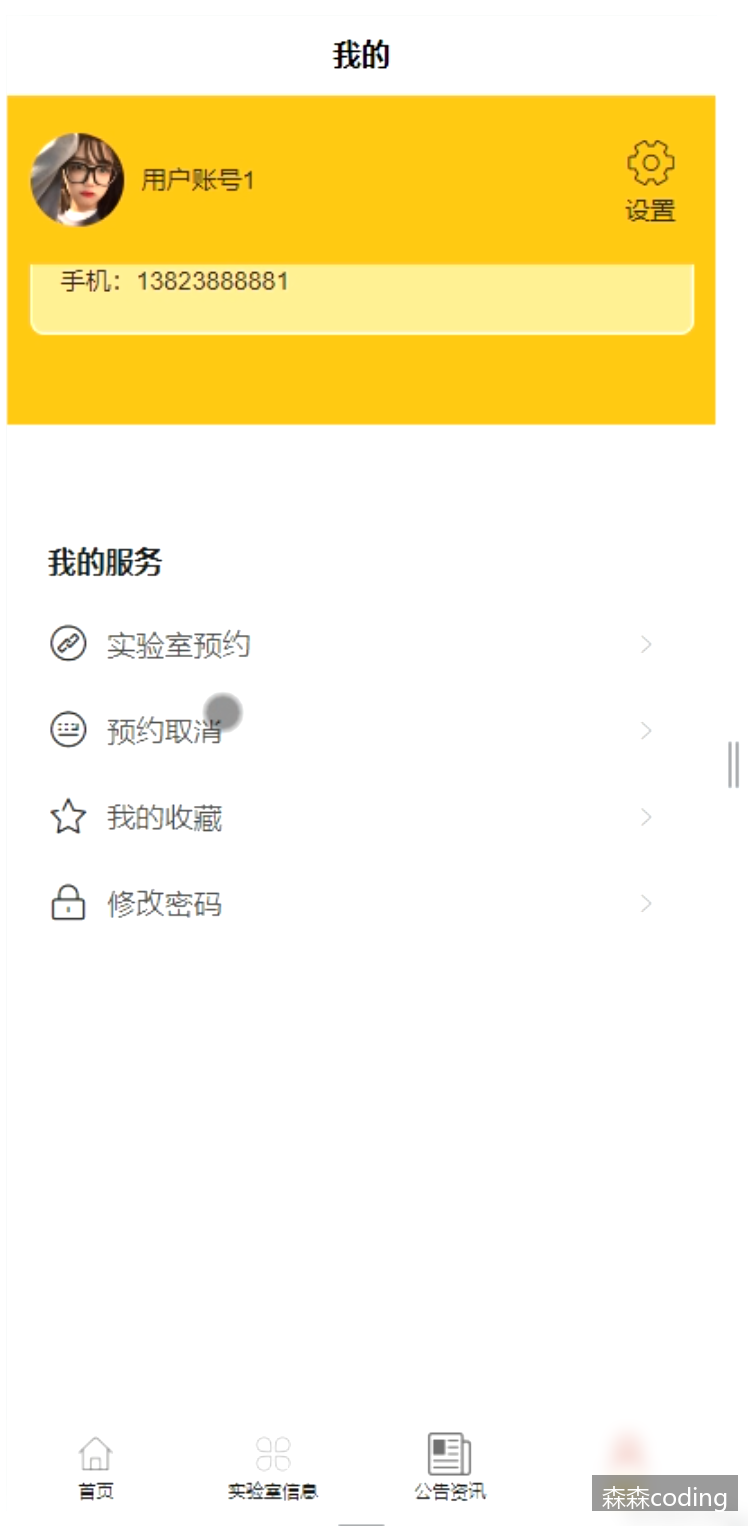 我的
用户账号1
设置
手机：13823888881
我的服务
实验室预约
预约取消
我的收藏
修改密码
首页
实验室信息
公告资讯
森森coding